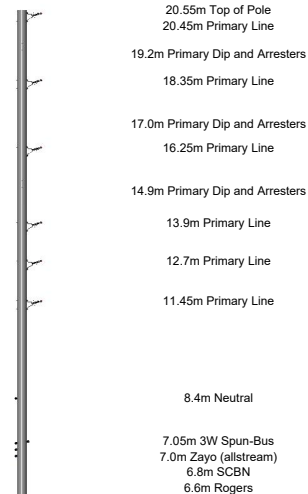 20.55m Top of Pole
20.45m Primary Line
19.2m Primary Dip and Arresters
18.35m Primary Line
17.0m Primary Dip and Arresters
16.25m Primary Line
14.9m Primary Dip and Arresters
13.9m Primary Line
12.7m Primary Line
11.45m Primary Line
8.4m Neutral
7.05m 3W Spun-Bus
7.0m Zayo (allstream)
6.8m SCBN
6.6m Rogers